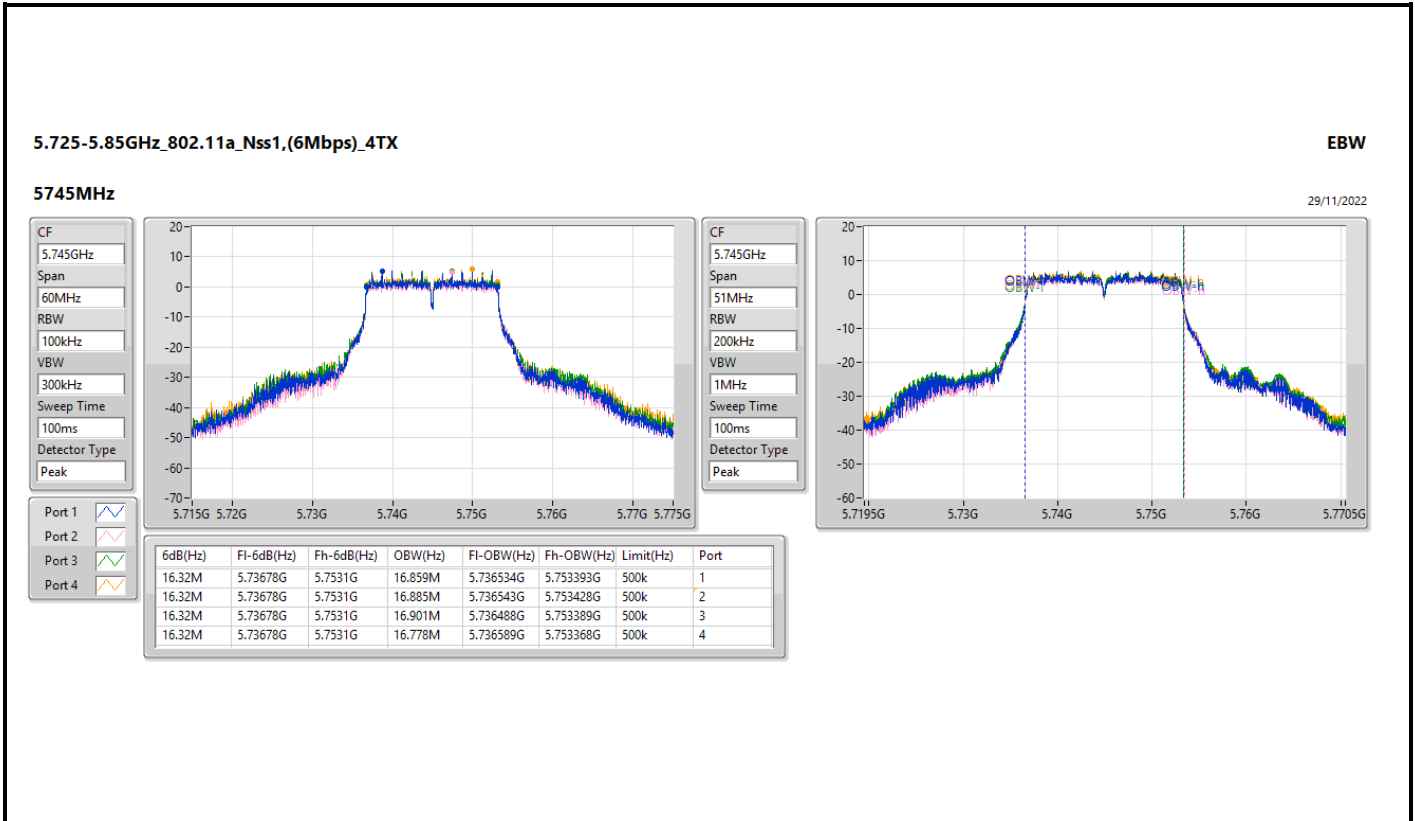 5.725-5.85GHz_802.11a_Nss1,(6Mbps)_4TX
EBW
5745MHz
29/11/2022
CF
5.745GHz
Span
60MHz
RBW
100kHz
VBW
300kHz
Sweep Time
100ms
Detector Type
Peak
20
10
0
-10
-20
-30
-40
-50
-60
-70
5.715G 5.72G 5.73G 5.74G 5.75G 5.76G 5.77G 5.775G
CF
5.745GHz
Span
51MHz
RBW
200kHz
VBW
1MHz
Sweep Time
100ms
Detector Type
Peak
20
10
0
-10
-20
-30
-40
-50
-60
OBW-l
OBW-h
5.7195G 5.73G 5.74G 5.75G 5.76G 5.7705G
Port 1
Port 2
Port 3
Port 4
6dB(Hz) Fl-6dB(Hz) Fh-6dB(Hz) OBW(Hz) Fl-OBW(Hz) Fh-OBW(Hz) Limit(Hz) Port
16.32M 5.73678G 5.7531G 16.859M 5.736534G 5.753393G 500k 1
16.32M 5.73678G 5.7531G 16.885M 5.736543G 5.753428G 500k 2
16.32M 5.73678G 5.7531G 16.901M 5.736488G 5.753389G 500k 3
16.32M 5.73678G 5.7531G 16.778M 5.736589G 5.753368G 500k 4